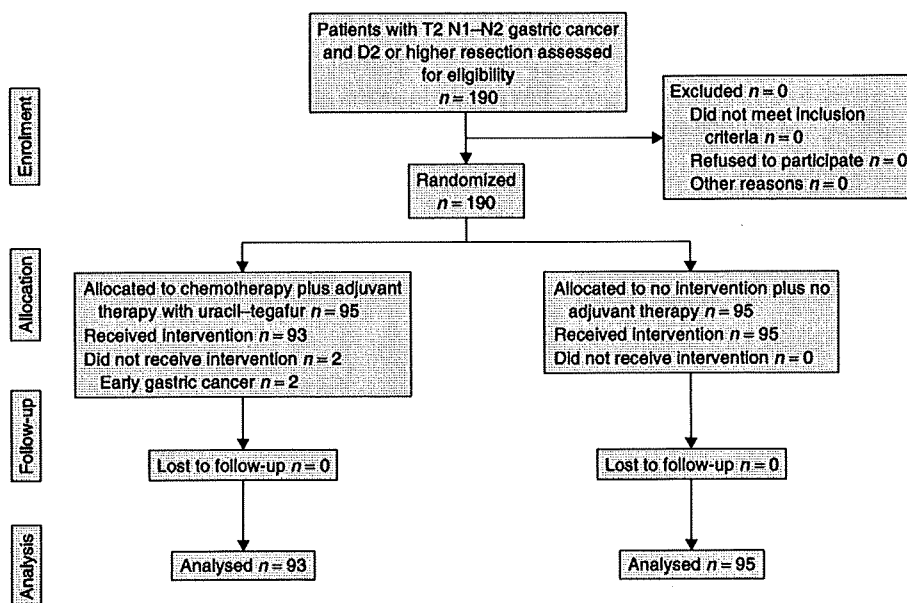 Patients with T2 N1–N2 gastric cancer
and D2 or higher resection assessed
for eligibility
n = 190
Enrolment
Excluded n = 0
Did not meet inclusion
criteria n = 0
Refused to participate n = 0
Other reasons n = 0
Randomized
n = 190
Allocation
Allocated to chemotherapy plus adjuvant
therapy with uracil–tegafur n = 95
Received intervention n = 93
Did not receive intervention n = 2
Early gastric cancer n = 2
Allocated to no intervention plus no
adjuvant therapy n = 95
Received intervention n = 95
Did not receive intervention n = 0
Follow-up
Lost to follow-up n = 0
Lost to follow-up n = 0
Analysis
Analysed n = 93
Analysed n = 95